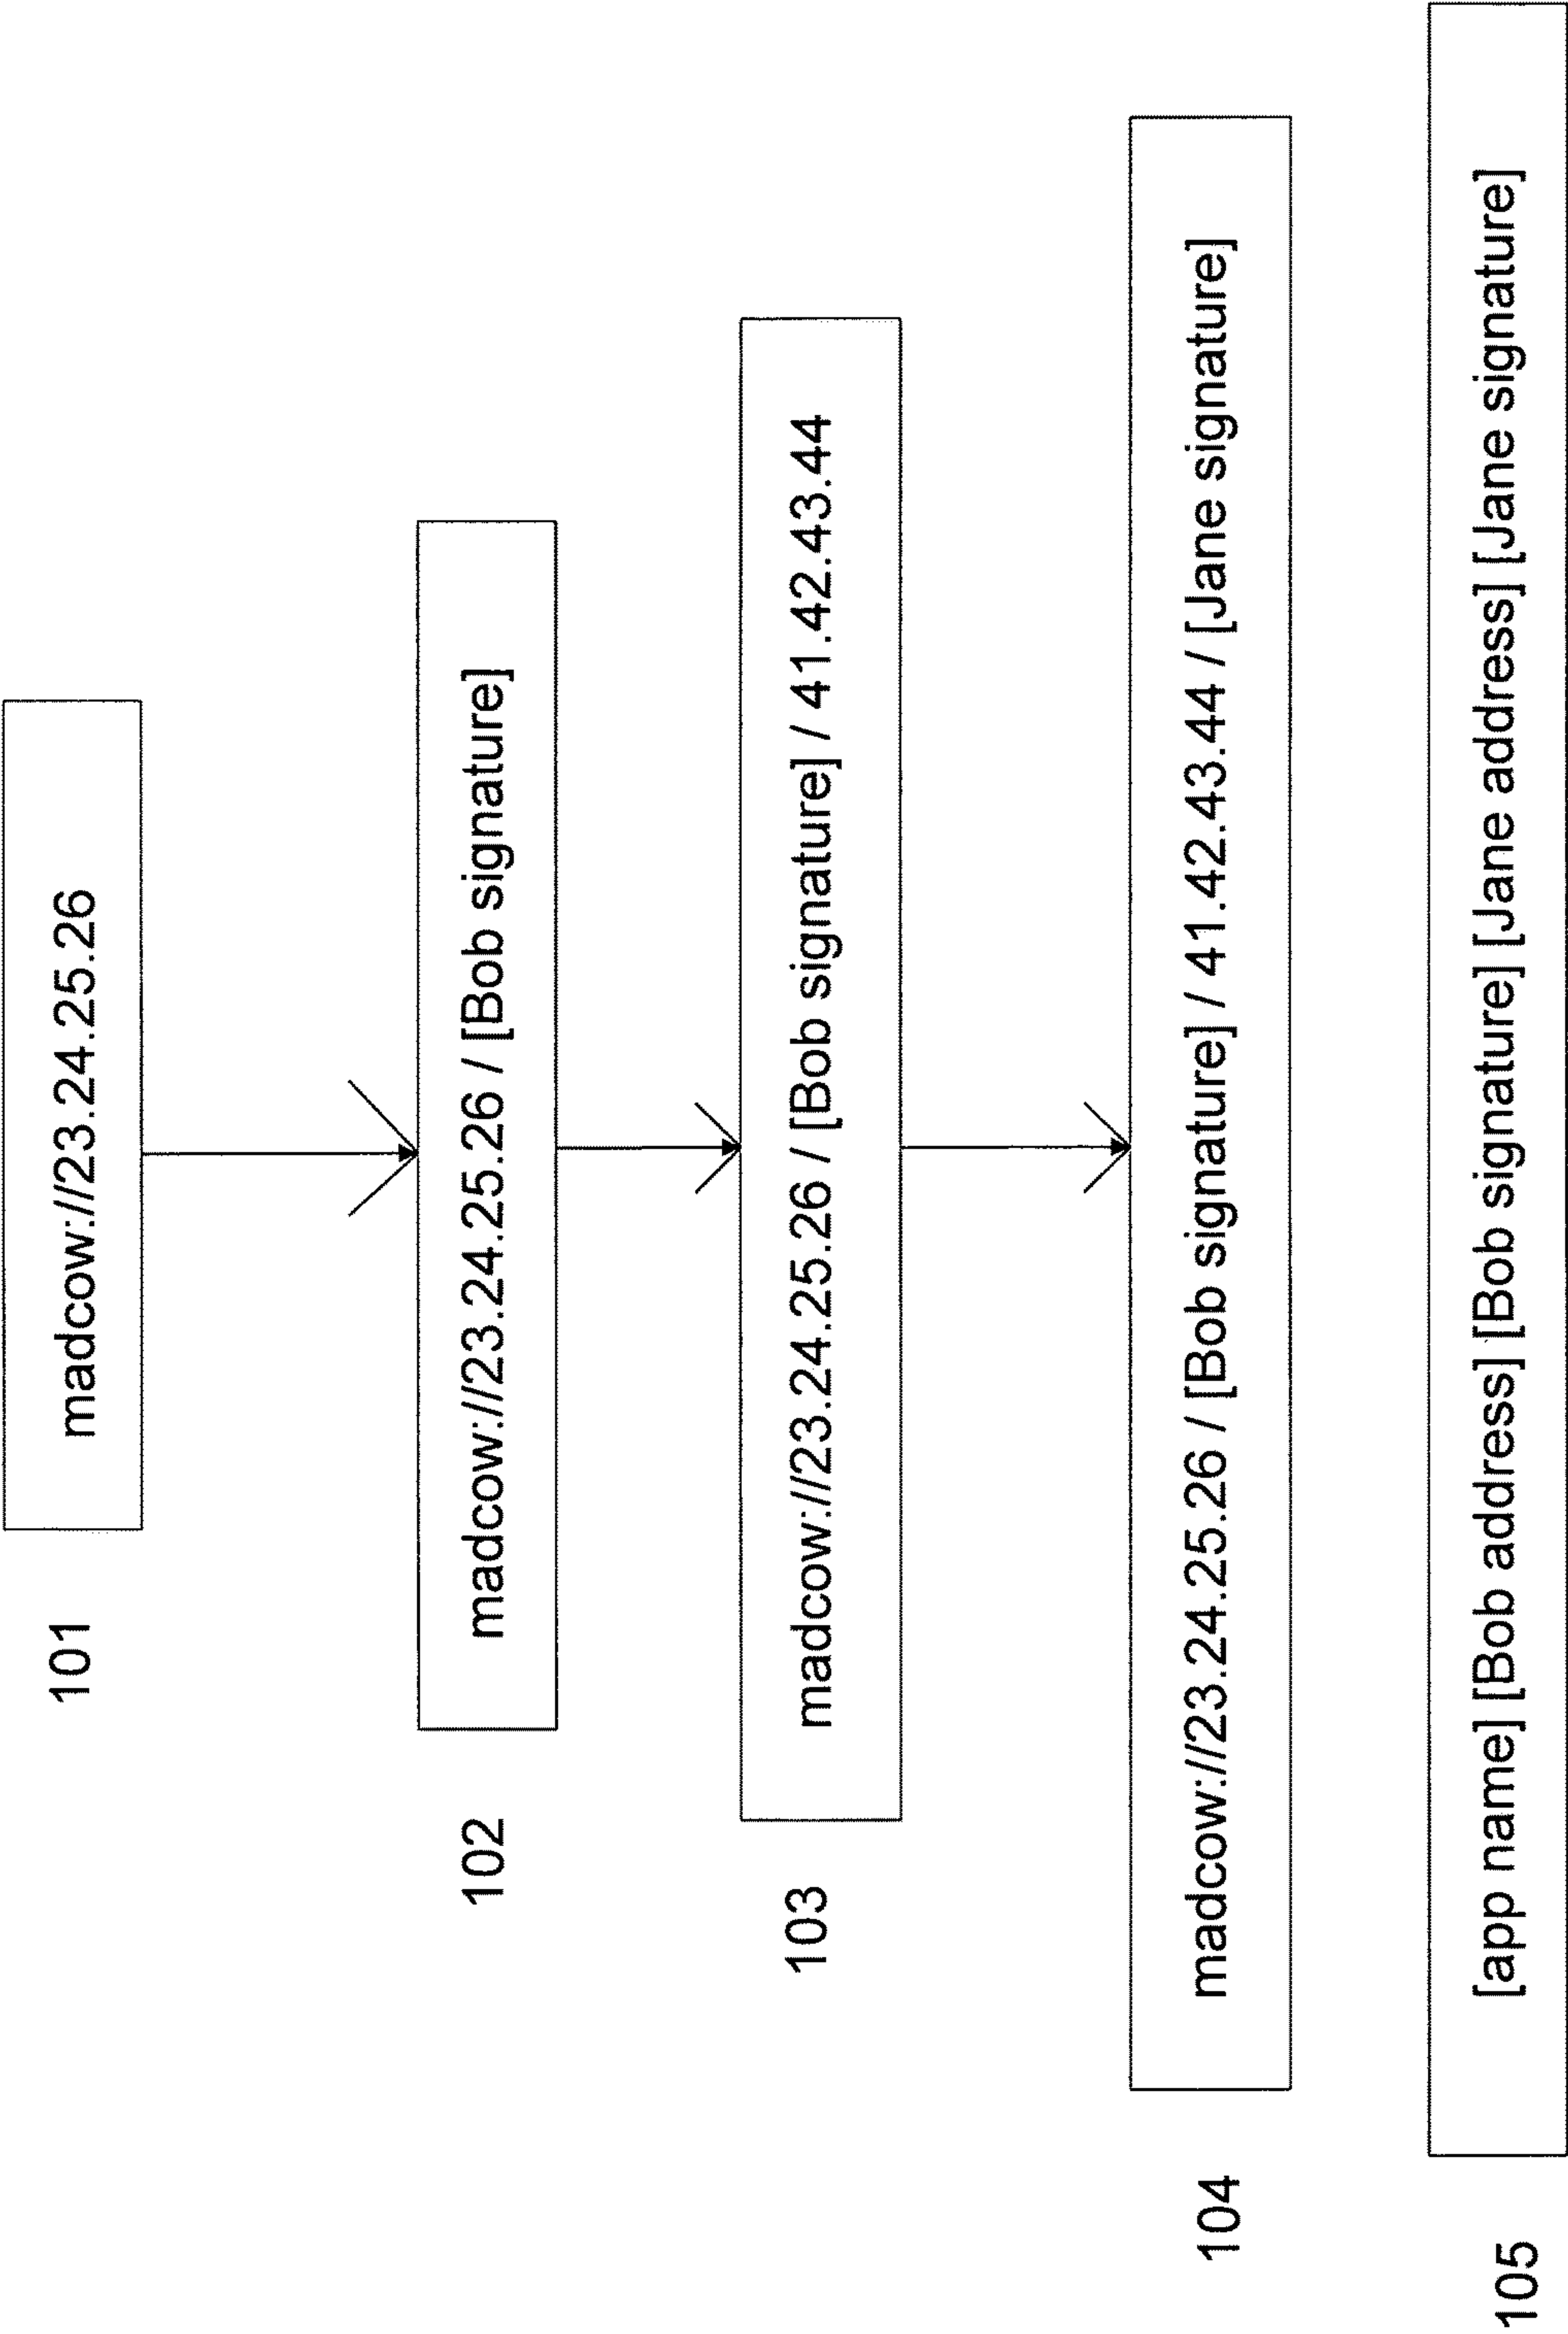 101
madcow://23.24.25.26
102
madcow://23.24.25.26 / [Bob signature]
103
madcow://23.24.25.26 / [Bob signature] / 41.42.43.44
104
madcow://23.24.25.26 / [Bob signature] / 41.42.43.44 / [Jane signature]
105
[app name] [Bob address] [Bob signature] [Jane address] [Jane signature]